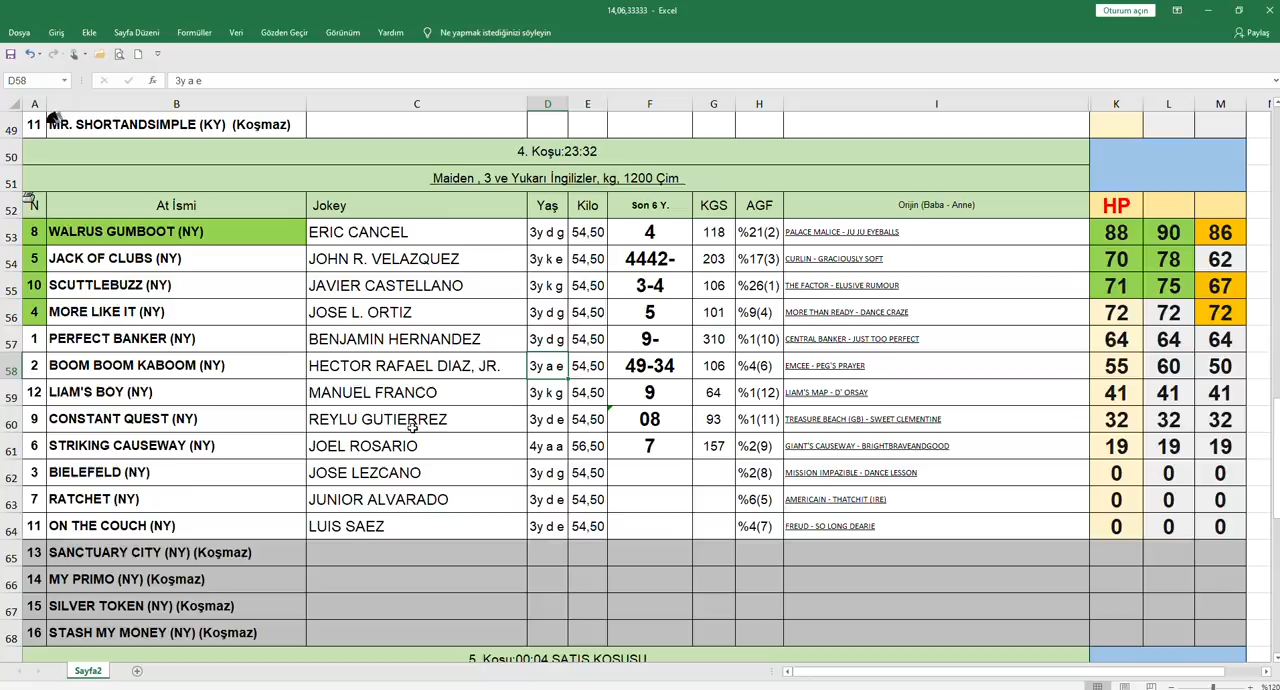 14,06,33333 - Excel
Oturum açın
Dosya Giriş Ekle Sayfa Düzeni Formüller Veri Gözden Geçir Görünüm Yardım Ne yapmak istediğinizi söyleyin Paylaş
D58 fx 3y a e
A B C D E F G H I K L M
49 11 MR. SHORTANDSIMPLE (KY) (Koşmaz)
50 4. Koşu:23:32
51 Maiden , 3 ve Yukarı İngilizler, kg, 1200 Çim
52 N At İsmi Jokey Yaş Kilo Son 6 Y. KGS AGF Orijin (Baba - Anne) HP
53 8 WALRUS GUMBOOT (NY) ERIC CANCEL 3y d g 54,50 4 118 %21(2) PALACE MALICE - JU JU EYEBALLS 88 90 86
54 5 JACK OF CLUBS (NY) JOHN R. VELAZQUEZ 3y k e 54,50 4442- 203 %17(3) CURLIN - GRACIOUSLY SOFT 70 78 62
55 10 SCUTTLEBUZZ (NY) JAVIER CASTELLANO 3y k g 54,50 3-4 106 %26(1) THE FACTOR - ELUSIVE RUMOUR 71 75 67
56 4 MORE LIKE IT (NY) JOSE L. ORTIZ 3y d g 54,50 5 101 %9(4) MORE THAN READY - DANCE CRAZE 72 72 72
57 1 PERFECT BANKER (NY) BENJAMIN HERNANDEZ 3y d g 54,50 9- 310 %1(10) CENTRAL BANKER - JUST TOO PERFECT 64 64 64
58 2 BOOM BOOM KABOOM (NY) HECTOR RAFAEL DIAZ, JR. 3y a e 54,50 49-34 106 %4(6) EMCEE - PEG'S PRAYER 55 60 50
59 12 LIAM'S BOY (NY) MANUEL FRANCO 3y k g 54,50 9 64 %1(12) LIAM'S MAP - D' ORSAY 41 41 41
60 9 CONSTANT QUEST (NY) REYLU GUTIERREZ 3y d e 54,50 08 93 %1(11) TREASURE BEACH (GB) - SWEET CLEMENTINE 32 32 32
61 6 STRIKING CAUSEWAY (NY) JOEL ROSARIO 4y a a 56,50 7 157 %2(9) GIANT'S CAUSEWAY - BRIGHTBRAVEANDGOOD 19 19 19
62 3 BIELEFELD (NY) JOSE LEZCANO 3y d g 54,50 %2(8) MISSION IMPAZIBLE - DANCE LESSON 0 0 0
63 7 RATCHET (NY) JUNIOR ALVARADO 3y d e 54,50 %6(5) AMERICAIN - THATCHIT (IRE) 0 0 0
64 11 ON THE COUCH (NY) LUIS SAEZ 3y d e 54,50 %4(7) FREUD - SO LONG DEARIE 0 0 0
65 13 SANCTUARY CITY (NY) (Koşmaz)
66 14 MY PRIMO (NY) (Koşmaz)
67 15 SILVER TOKEN (NY) (Koşmaz)
68 16 STASH MY MONEY (NY) (Koşmaz)
5. Koşu:00:04 SATIŞ KOŞUSU
Sayfa2
%120